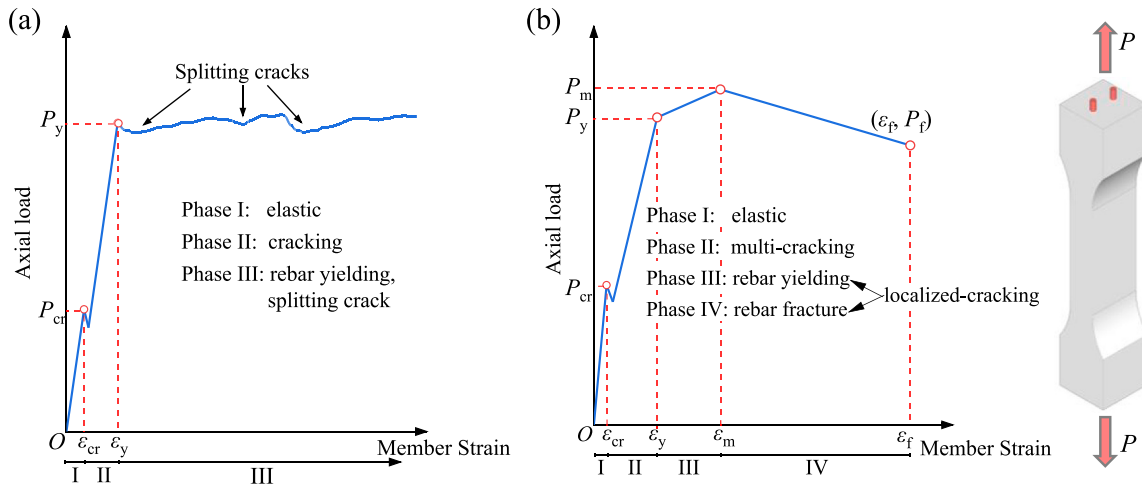 (a)
Axial load
P_y
P_cr
Splitting cracks
Phase I: elastic
Phase II: cracking
Phase III: rebar yielding,
splitting crack
O
ε_cr
ε_y
Member Strain
I
II
III
(b)
Axial load
P_m
P_y
P_cr
(ε_f, P_f)
Phase I: elastic
Phase II: multi-cracking
Phase III: rebar yielding
localized-cracking
Phase IV: rebar fracture
O
ε_cr
ε_y
ε_m
ε_f
Member Strain
I
II
III
IV
P
P